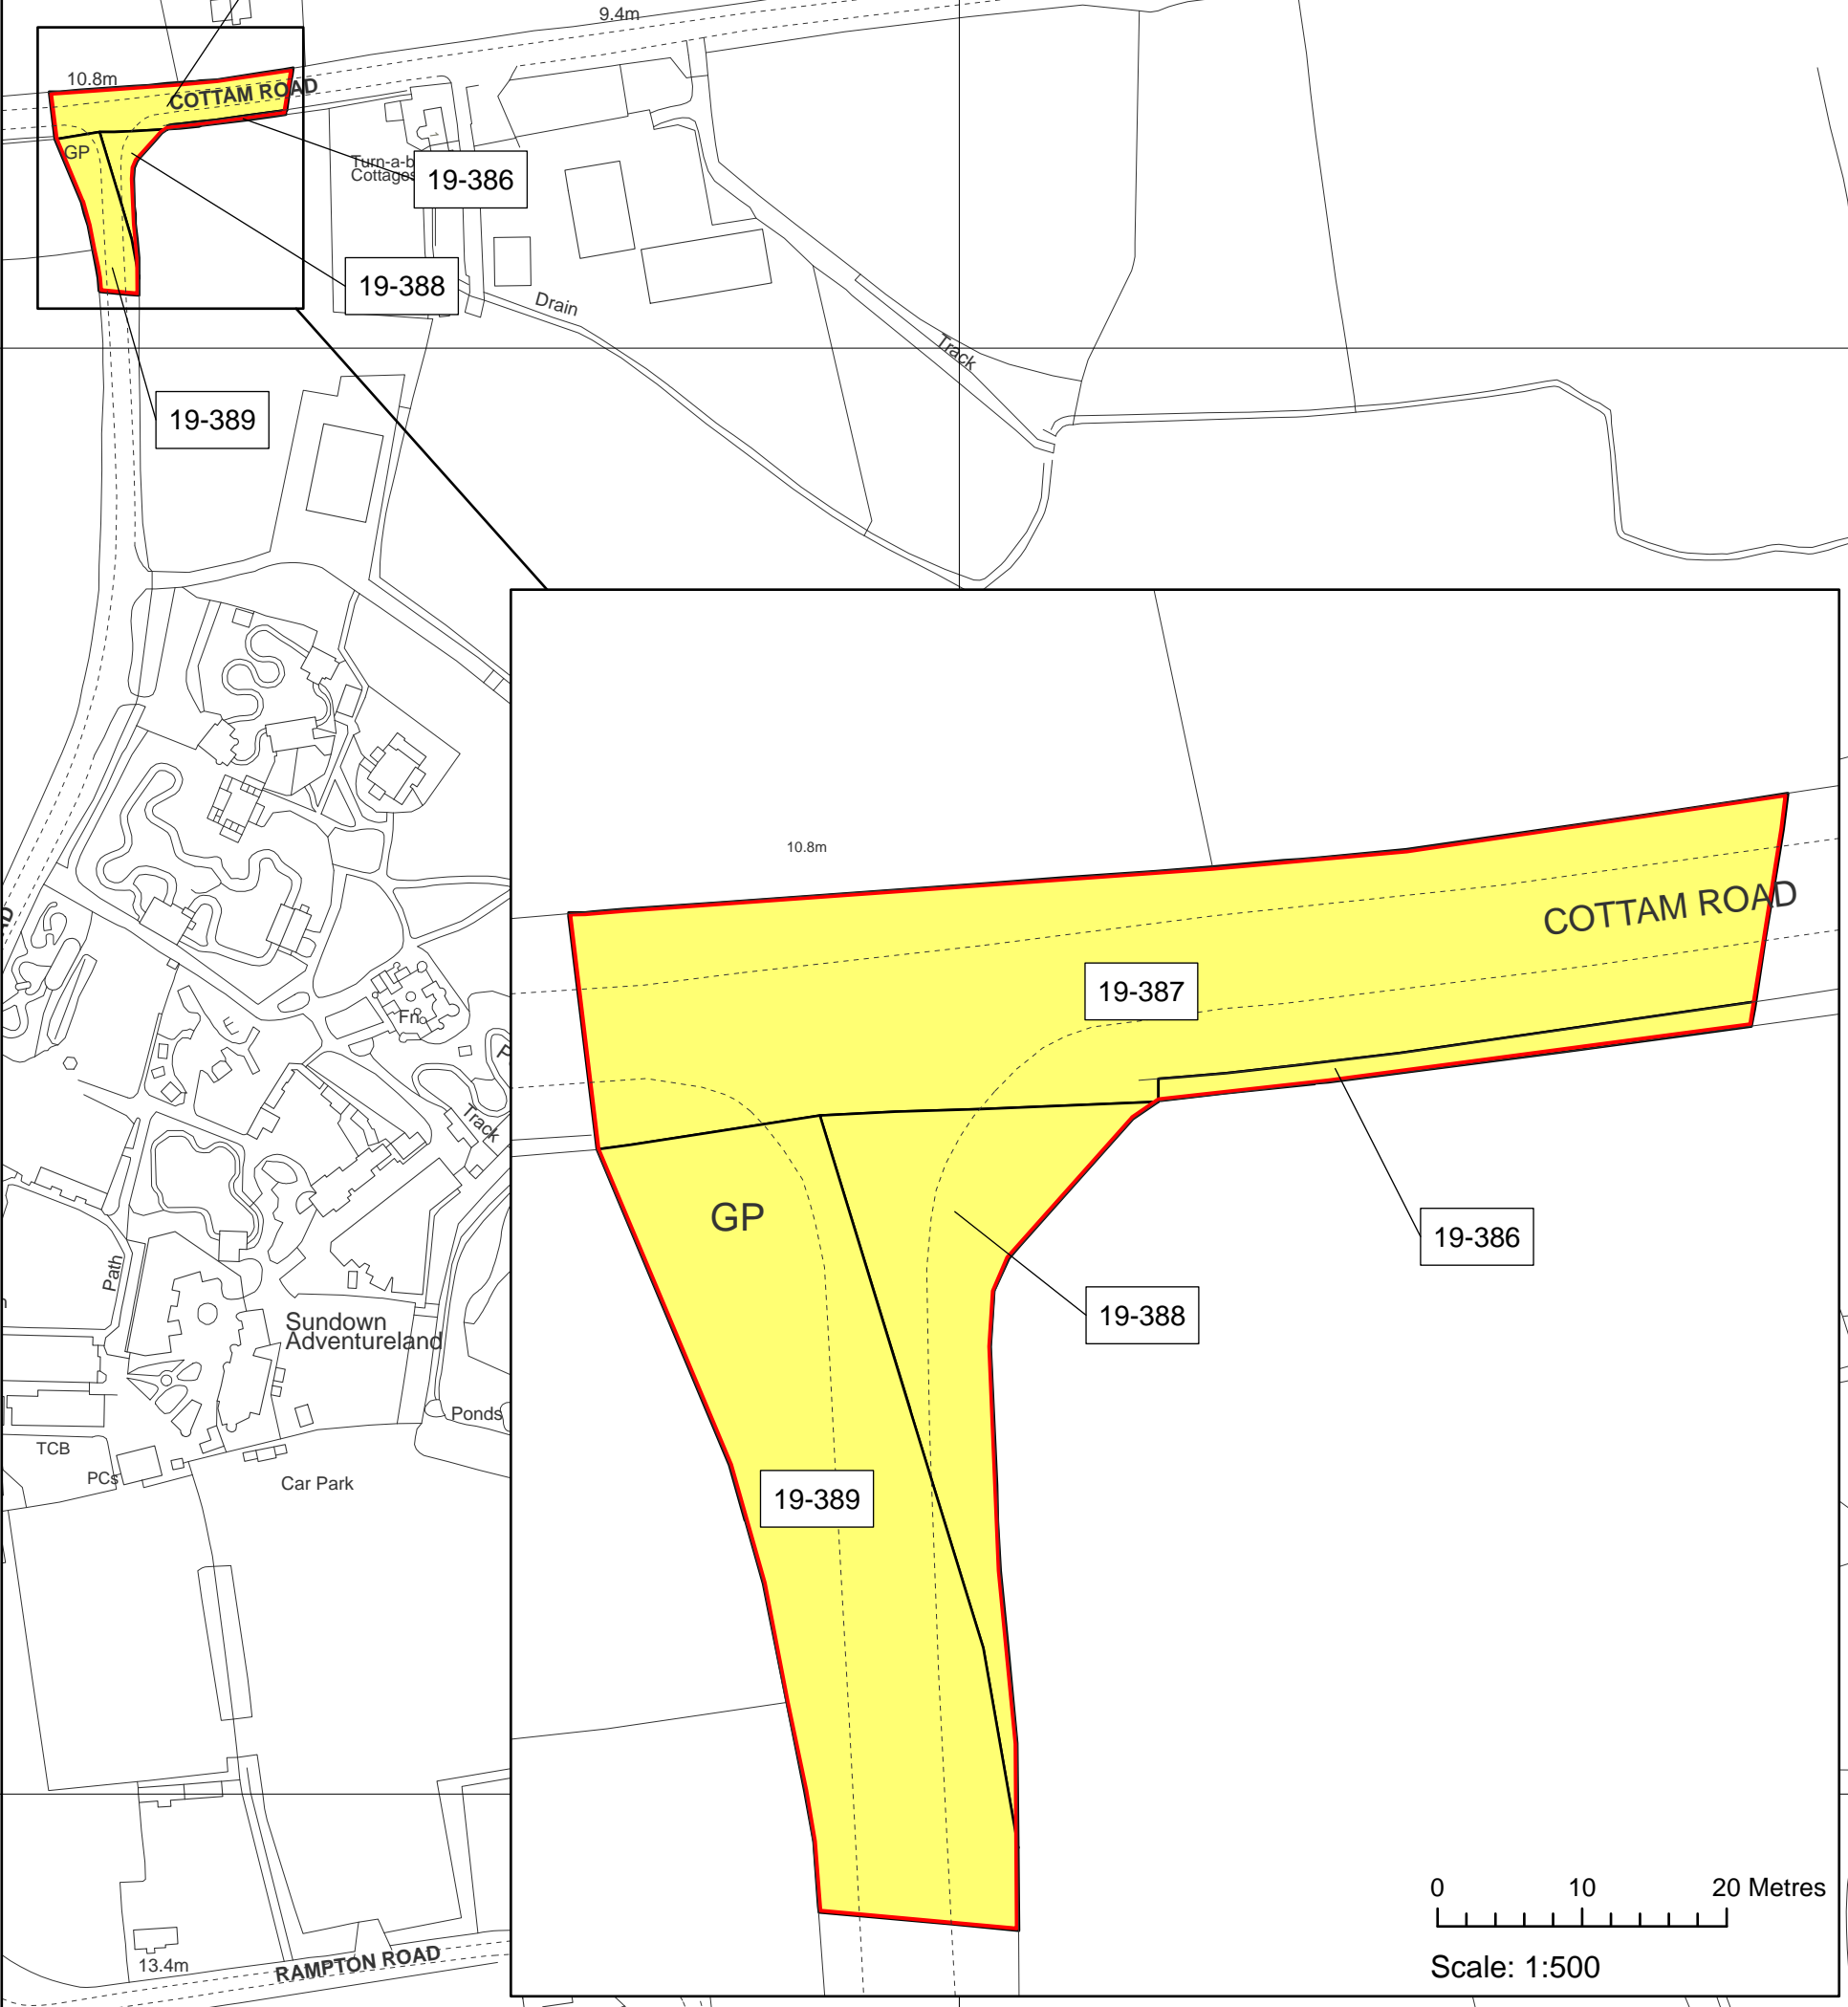 9.4m
10.8m
COTTAM ROAD
GP
Cottages
19-386
19-388
Drain
Track
19-389
10.8m
COTTAM ROAD
19-387
Fn
Track
GP
19-386
Path
19-388
Sundown
Adventureland
Ponds
TCB
PCs
Car Park
19-389
0 10 20 Metres
Scale: 1:500
13.4m
RAMPTON ROAD